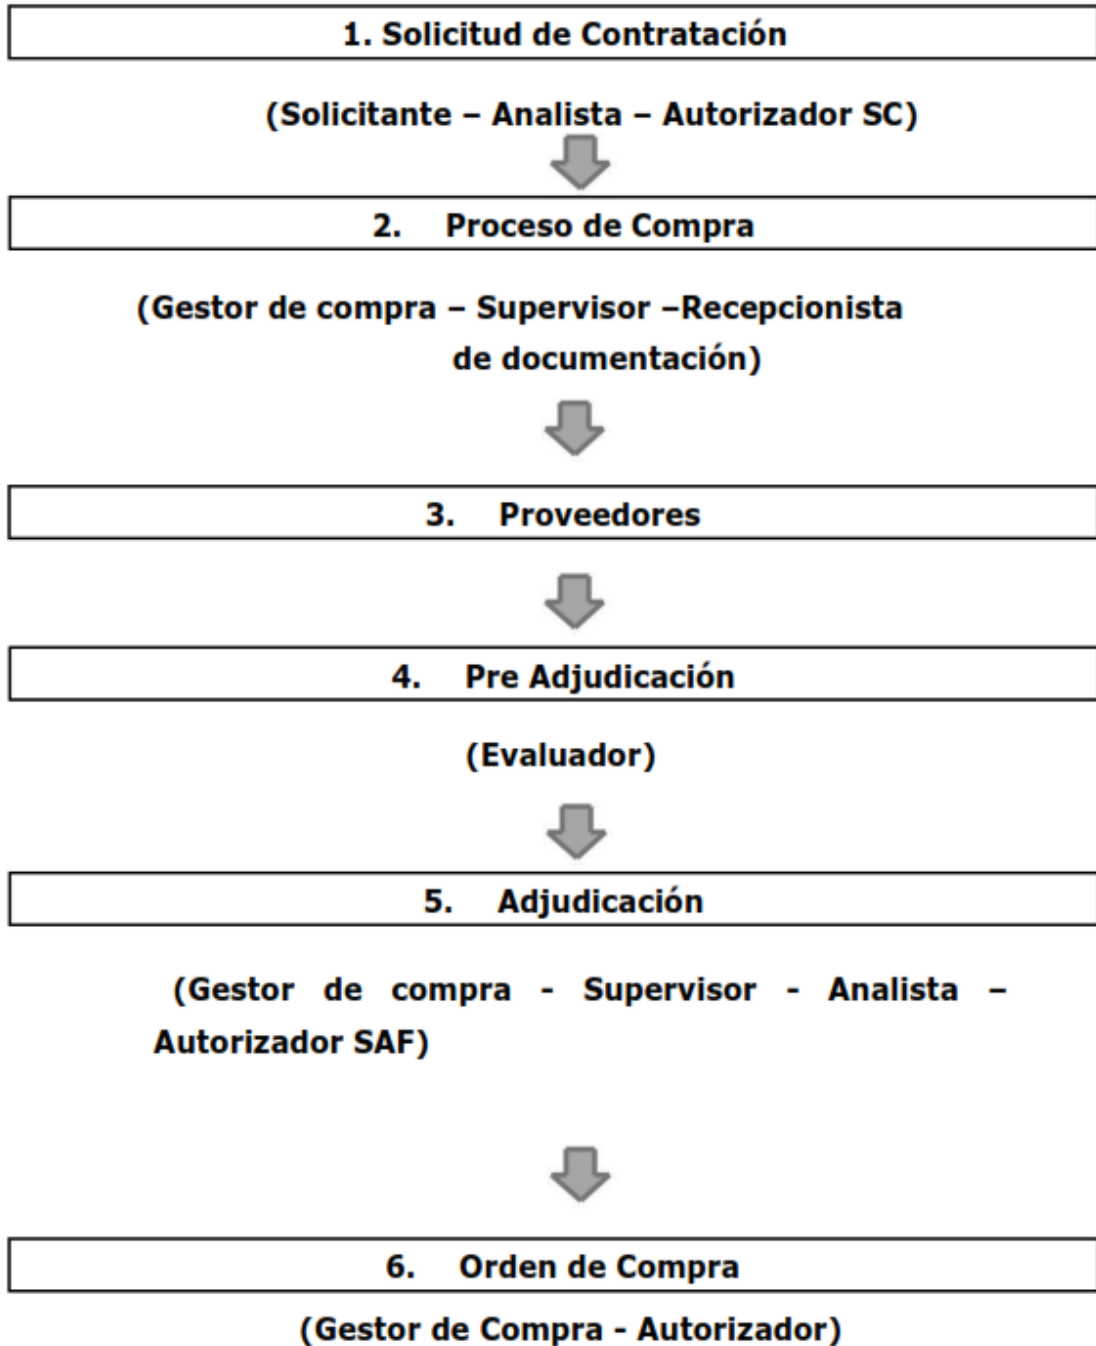 1. Solicitud de Contratación
(Solicitante – Analista – Autorizador SC)
2. Proceso de Compra
(Gestor de compra – Supervisor –Recepcionista
de documentación)
3. Proveedores
4. Pre Adjudicación
(Evaluador)
5. Adjudicación
(Gestor de compra - Supervisor - Analista –
Autorizador SAF)
6. Orden de Compra
(Gestor de Compra - Autorizador)